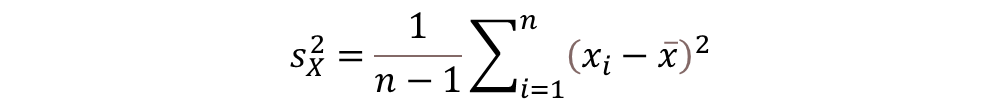 s_X^2 = \frac{1}{n-1} \sum_{i=1}^{n} (x_i - \bar{x})^2